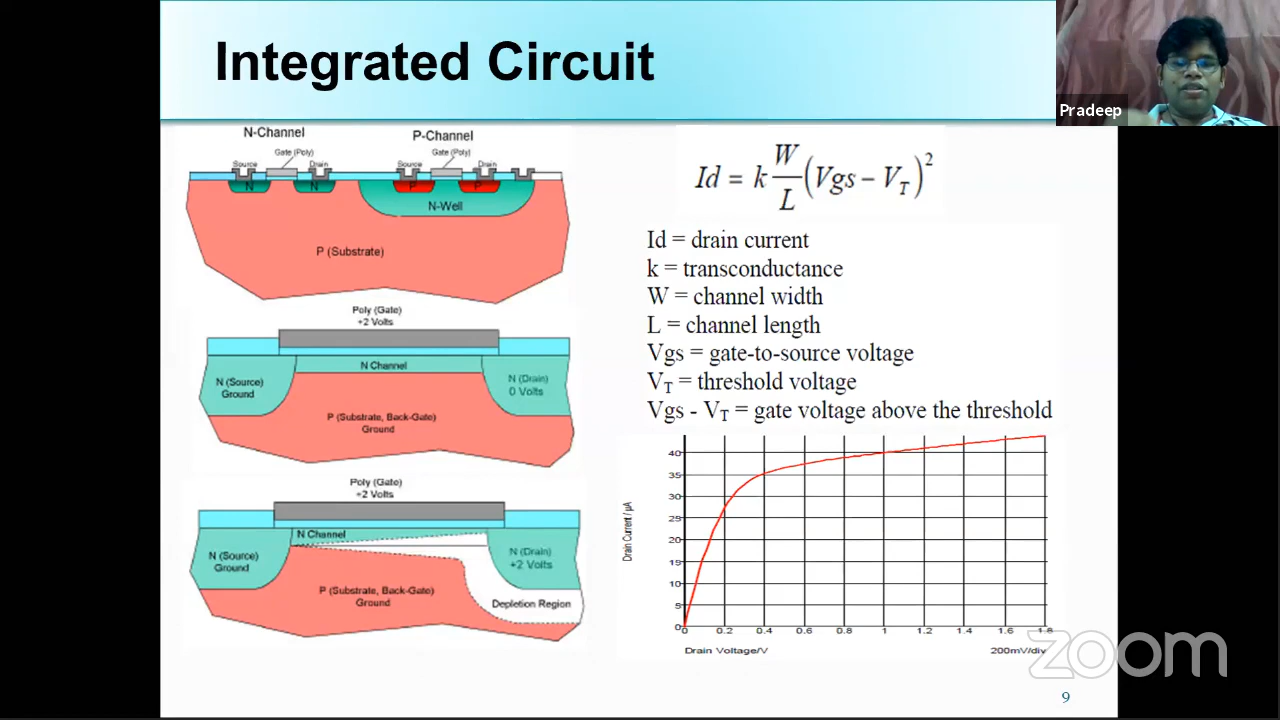 Integrated Circuit
Pradeep
N-Channel
P-Channel
Gate (Poly)
Gate (Poly)
Source
Drain
Source
Drain
N
N
P
P
N-Well
P (Substrate)
Poly (Gate)
+2 Volts
N Channel
N (Source)
Ground
N (Drain)
0 Volts
P (Substrate, Back-Gate)
Ground
Poly (Gate)
+2 Volts
N Channel
N (Source)
Ground
N (Drain)
+2 Volts
P (Substrate, Back-Gate)
Ground
Depletion Region
Id = k W/L (Vgs − VT)²
Id = drain current
k = transconductance
W = channel width
L = channel length
Vgs = gate-to-source voltage
VT = threshold voltage
Vgs - VT = gate voltage above the threshold
Drain Current / µA
40
35
30
25
20
15
10
5
0
0 0.2 0.4 0.6 0.8 1 1.2 1.4 1.6 1.8
Drain Voltage/V
200mV/div
zoom
9